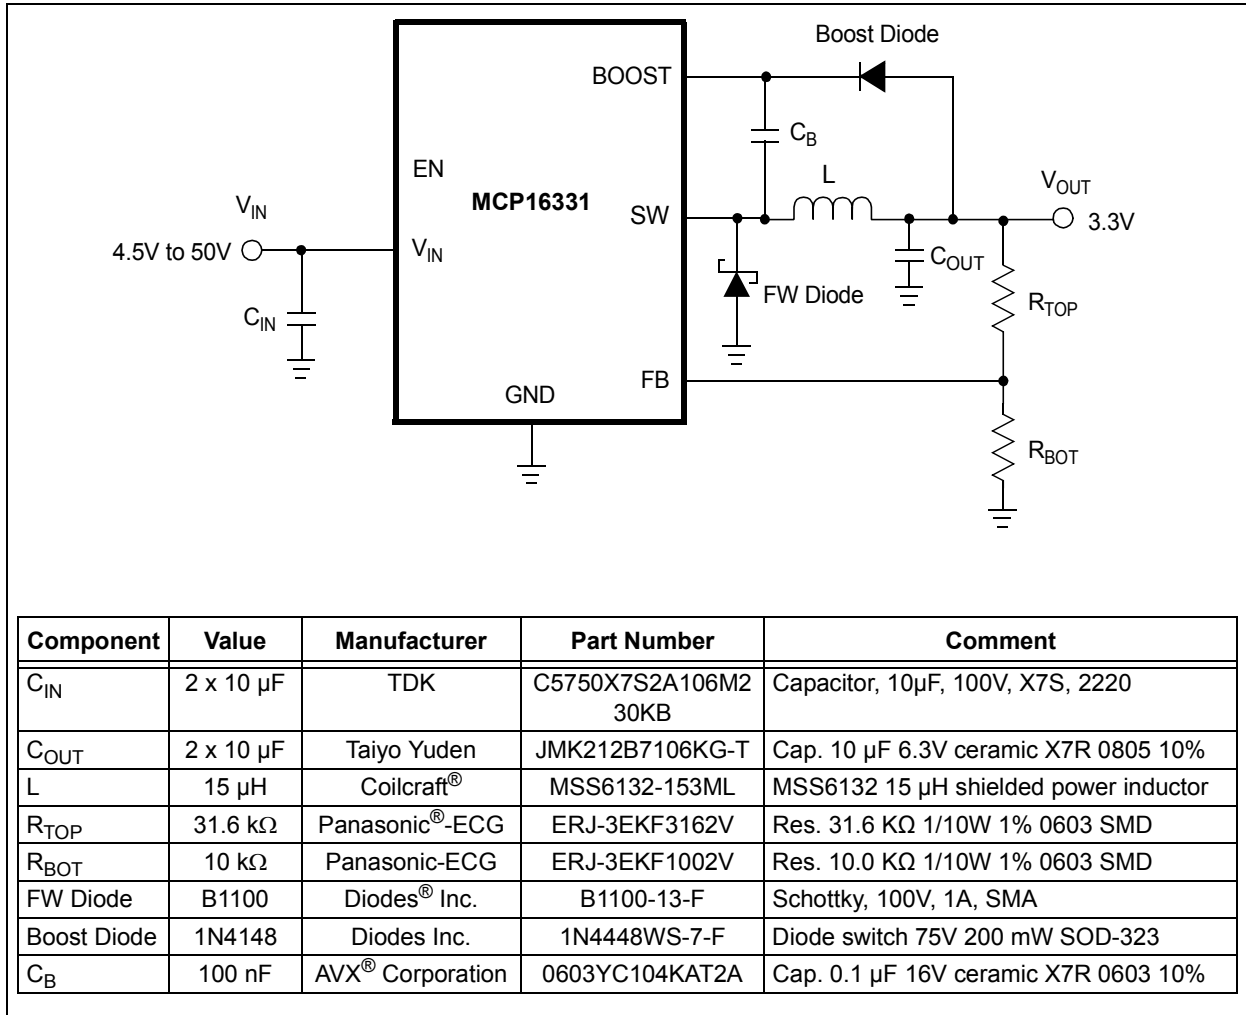 Boost Diode
BOOST
C_B
EN
MCP16331
L
V_IN
SW
V_OUT
3.3V
4.5V to 50V
V_IN
C_OUT
FW Diode
C_IN
R_TOP
FB
GND
R_BOT
Component Value Manufacturer Part Number Comment
C_IN 2 x 10 µF TDK C5750X7S2A106M2 Capacitor, 10µF, 100V, X7S, 2220
30KB
C_OUT 2 x 10 µF Taiyo Yuden JMK212B7106KG-T Cap. 10 µF 6.3V ceramic X7R 0805 10%
L 15 µH Coilcraft® MSS6132-153ML MSS6132 15 µH shielded power inductor
R_TOP 31.6 kΩ Panasonic®-ECG ERJ-3EKF3162V Res. 31.6 KΩ 1/10W 1% 0603 SMD
R_BOT 10 kΩ Panasonic-ECG ERJ-3EKF1002V Res. 10.0 KΩ 1/10W 1% 0603 SMD
FW Diode B1100 Diodes® Inc. B1100-13-F Schottky, 100V, 1A, SMA
Boost Diode 1N4148 Diodes Inc. 1N4448WS-7-F Diode switch 75V 200 mW SOD-323
C_B 100 nF AVX® Corporation 0603YC104KAT2A Cap. 0.1 µF 16V ceramic X7R 0603 10%